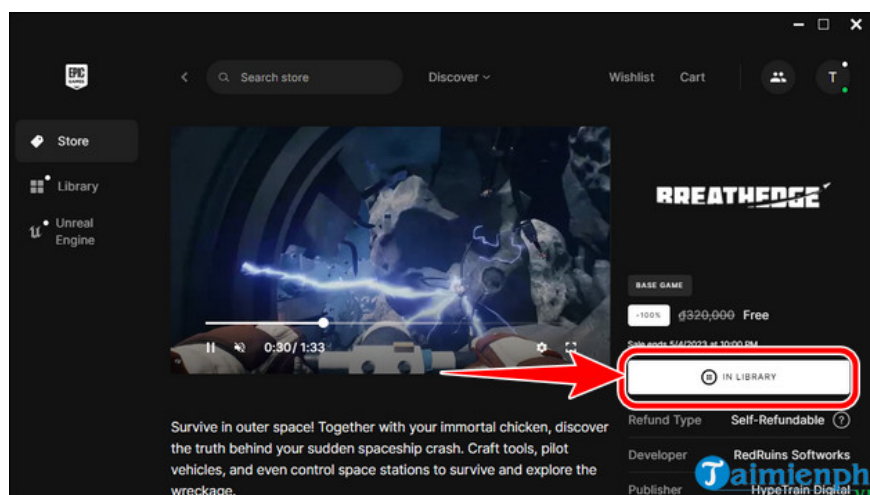 EPIC
GAMES
Search store
Discover
Wishlist
Cart
T
Store
Library
Unreal
Engine
0:30 / 1:33
BREATHEDGE
BASE GAME
-100%
₫320,000
Free
Sale ends 5/4/2023 at 10:00 PM
IN LIBRARY
Refund Type
Self-Refundable
?
Developer
RedRuins Softworks
Publisher
HypeTrain Digital
Survive in outer space! Together with your immortal chicken, discover
the truth behind your sudden spaceship crash. Craft tools, pilot
vehicles, and even control space stations to survive and explore the
wreckage.
Taimienph